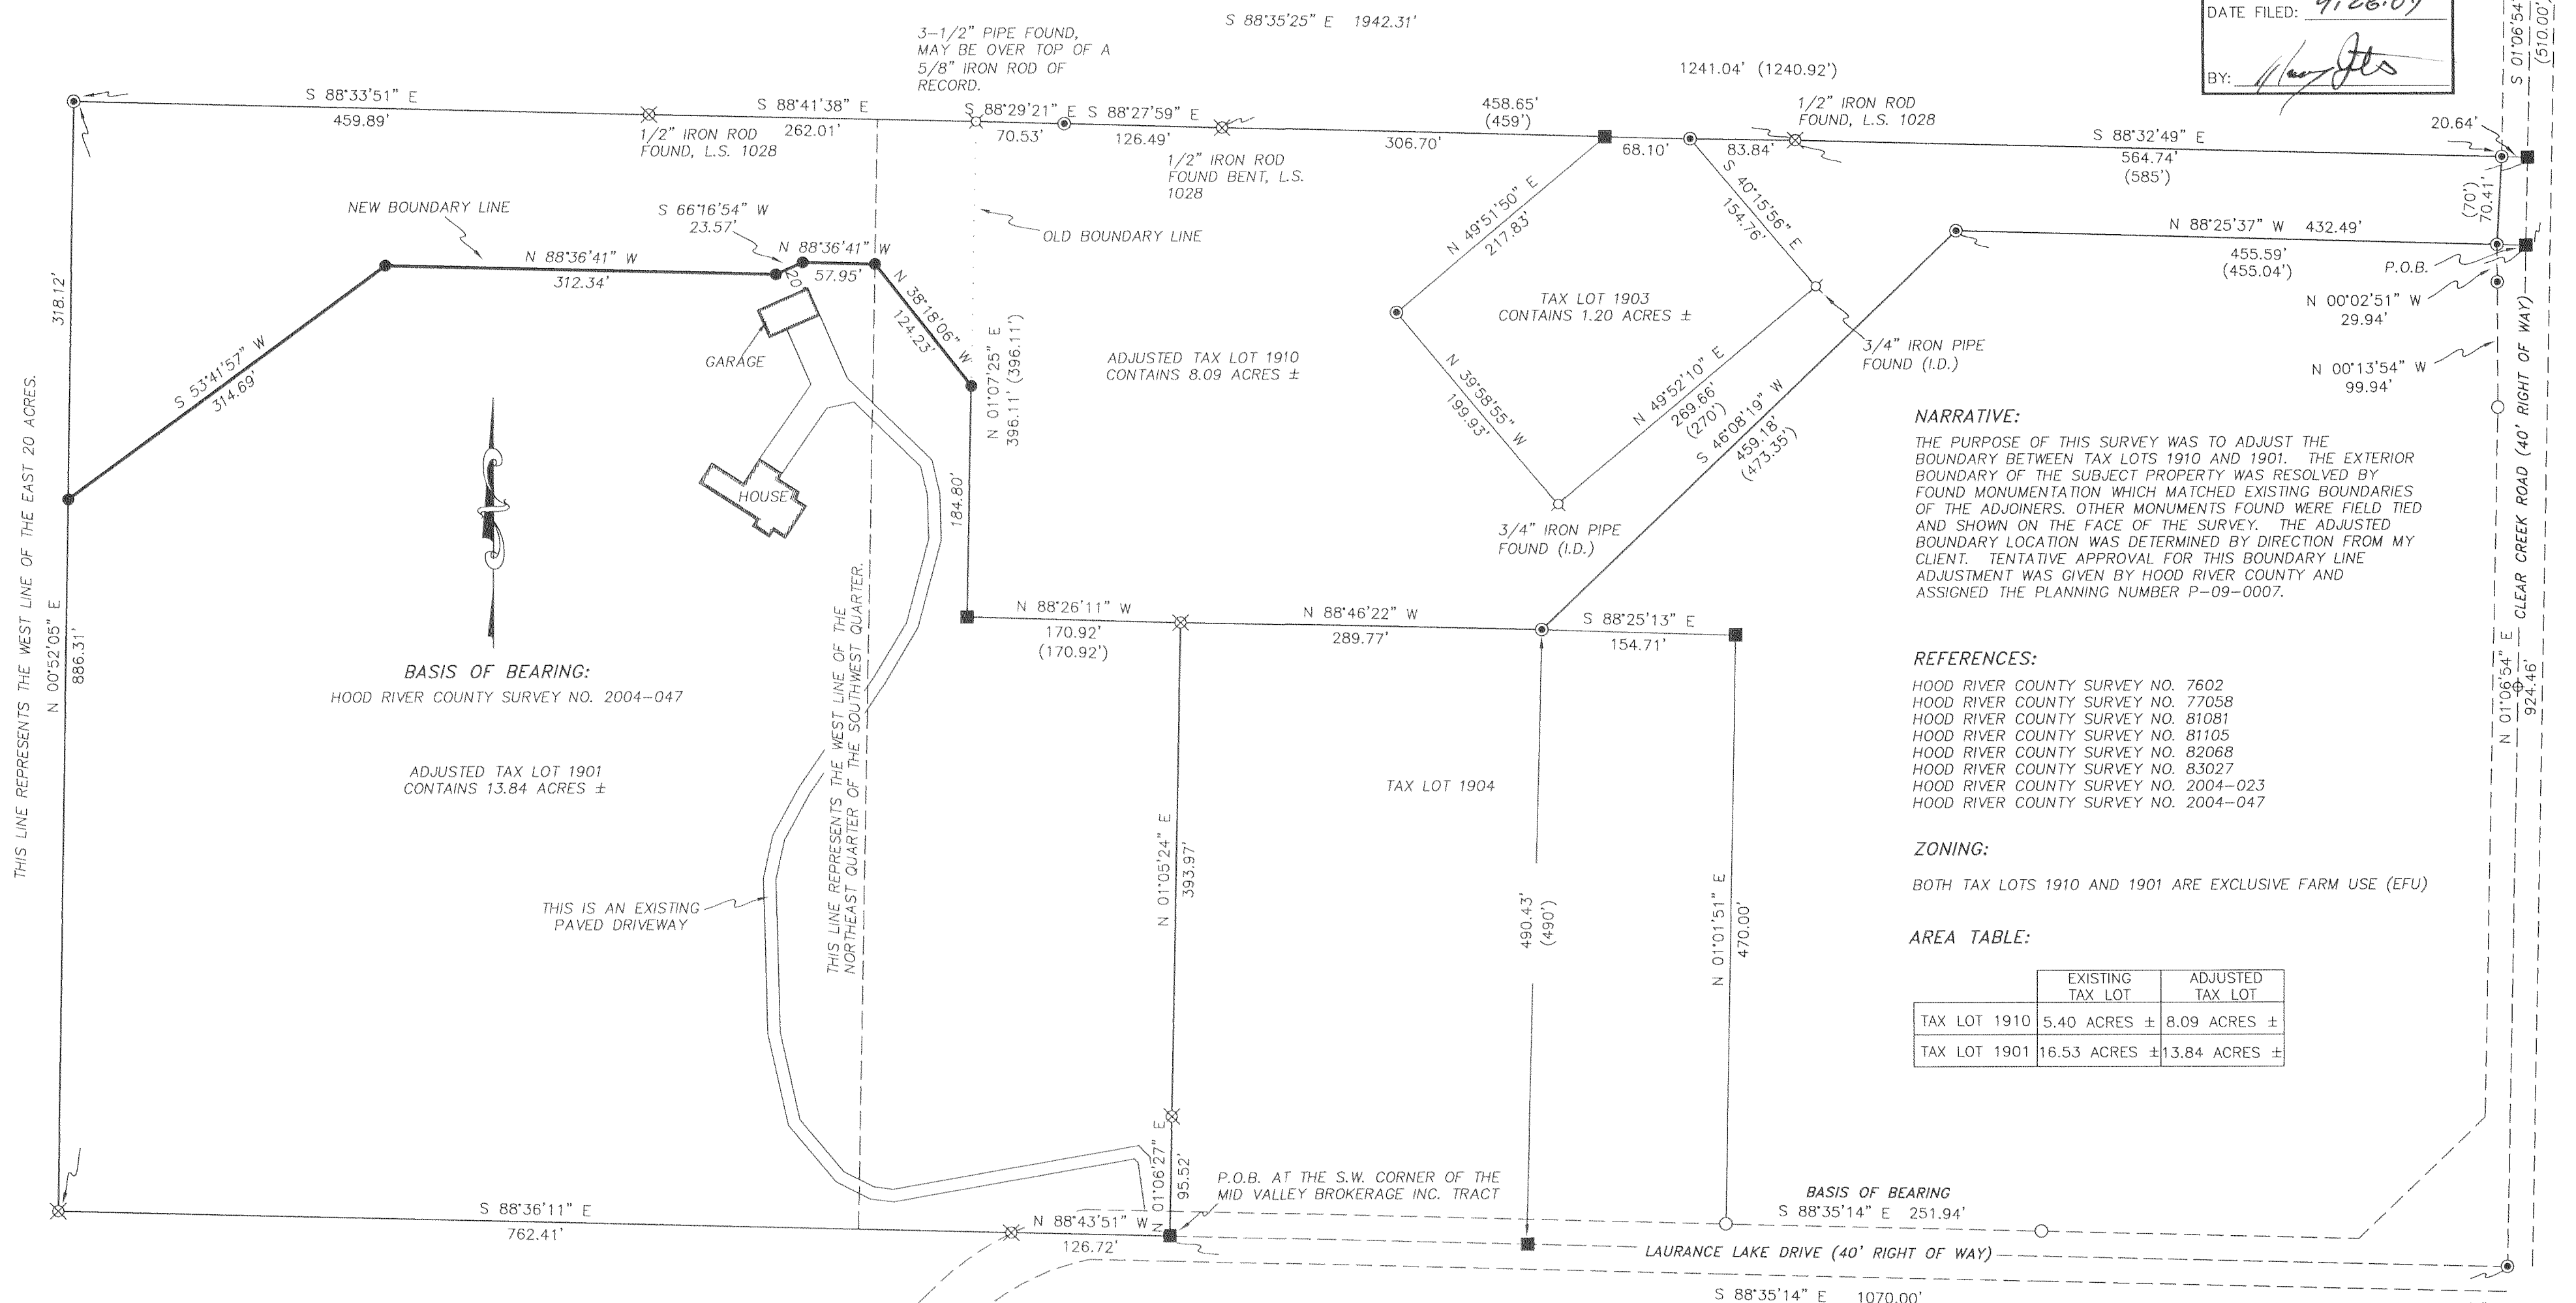 S 88°35'25" E 1942.31'
3-1/2" PIPE FOUND,
MAY BE OVER TOP OF A
5/8" IRON ROD OF
RECORD.
1241.04' (1240.92')
DATE FILED:
BY:
S 01°06'54"
(510.00')
S 88°33'51" E
459.89'
1/2" IRON ROD
FOUND, L.S. 1028
S 88°41'38" E
262.01'
S 88°29'21" E
70.53'
S 88°27'59" E
126.49'
1/2" IRON ROD
FOUND BENT, L.S.
1028
458.65'
(459')
306.70'
68.10'
83.84'
1/2" IRON ROD
FOUND, L.S. 1028
S 88°32'49" E
564.74'
(585')
20.64'
(70')
70.41'
NEW BOUNDARY LINE
S 66°16'54" W
23.57'
N 88°36'41" W
57.95'
N 88°36'41" W
312.34'
20'
OLD BOUNDARY LINE
318.12'
S 53°41'57" W
314.69'
GARAGE
HOUSE
N 38°18'06" W
124.23'
N 01°07'25" E
396.11' (396.11')
184.80'
ADJUSTED TAX LOT 1910
CONTAINS 8.09 ACRES ±
N 49°51'50" E
217.83'
S 40°15'56" E
154.76'
TAX LOT 1903
CONTAINS 1.20 ACRES ±
N 39°58'55" W
199.93'
N 49°52'10" E
269.66'
(270')
S 46°08'19" W
459.18'
(473.35')
3/4" IRON PIPE
FOUND (I.D.)
3/4" IRON PIPE
FOUND (I.D.)
N 88°25'37" W 432.49'
455.59'
(455.04')
P.O.B.
N 00°02'51" W
29.94'
N 00°13'54" W
99.94'
CLEAR CREEK ROAD (40' RIGHT OF WAY)
N 01°06'54" E
924.46'
NARRATIVE:
THE PURPOSE OF THIS SURVEY WAS TO ADJUST THE
BOUNDARY BETWEEN TAX LOTS 1910 AND 1901. THE EXTERIOR
BOUNDARY OF THE SUBJECT PROPERTY WAS RESOLVED BY
FOUND MONUMENTATION WHICH MATCHED EXISTING BOUNDARIES
OF THE ADJOINERS. OTHER MONUMENTS FOUND WERE FIELD TIED
AND SHOWN ON THE FACE OF THE SURVEY. THE ADJUSTED
BOUNDARY LOCATION WAS DETERMINED BY DIRECTION FROM MY
CLIENT. TENTATIVE APPROVAL FOR THIS BOUNDARY LINE
ADJUSTMENT WAS GIVEN BY HOOD RIVER COUNTY AND
ASSIGNED THE PLANNING NUMBER P-09-0007.
REFERENCES:
HOOD RIVER COUNTY SURVEY NO. 7602
HOOD RIVER COUNTY SURVEY NO. 77058
HOOD RIVER COUNTY SURVEY NO. 81081
HOOD RIVER COUNTY SURVEY NO. 81105
HOOD RIVER COUNTY SURVEY NO. 82068
HOOD RIVER COUNTY SURVEY NO. 83027
HOOD RIVER COUNTY SURVEY NO. 2004-023
HOOD RIVER COUNTY SURVEY NO. 2004-047
ZONING:
BOTH TAX LOTS 1910 AND 1901 ARE EXCLUSIVE FARM USE (EFU)
AREA TABLE:
EXISTING TAX LOT ADJUSTED TAX LOT
TAX LOT 1910 5.40 ACRES ± 8.09 ACRES ±
TAX LOT 1901 16.53 ACRES ± 13.84 ACRES ±
THIS LINE REPRESENTS THE WEST LINE OF THE EAST 20 ACRES.
N 00°52'05" E
886.31'
BASIS OF BEARING:
HOOD RIVER COUNTY SURVEY NO. 2004-047
ADJUSTED TAX LOT 1901
CONTAINS 13.84 ACRES ±
THIS LINE REPRESENTS THE WEST LINE OF THE
NORTHEAST QUARTER OF THE SOUTHWEST QUARTER.
THIS IS AN EXISTING
PAVED DRIVEWAY
N 88°26'11" W
170.92'
(170.92')
N 88°46'22" W
289.77'
S 88°25'13" E
154.71'
TAX LOT 1904
N 01°05'24" E
393.97'
490.43'
(490')
N 01°01'51" E
470.00'
N 01°06'27" E
95.52'
P.O.B. AT THE S.W. CORNER OF THE
MID VALLEY BROKERAGE INC. TRACT
S 88°36'11" E
762.41'
N 88°43'51" W
126.72'
BASIS OF BEARING
S 88°35'14" E 251.94'
LAURANCE LAKE DRIVE (40' RIGHT OF WAY)
S 88°35'14" E 1070.00'